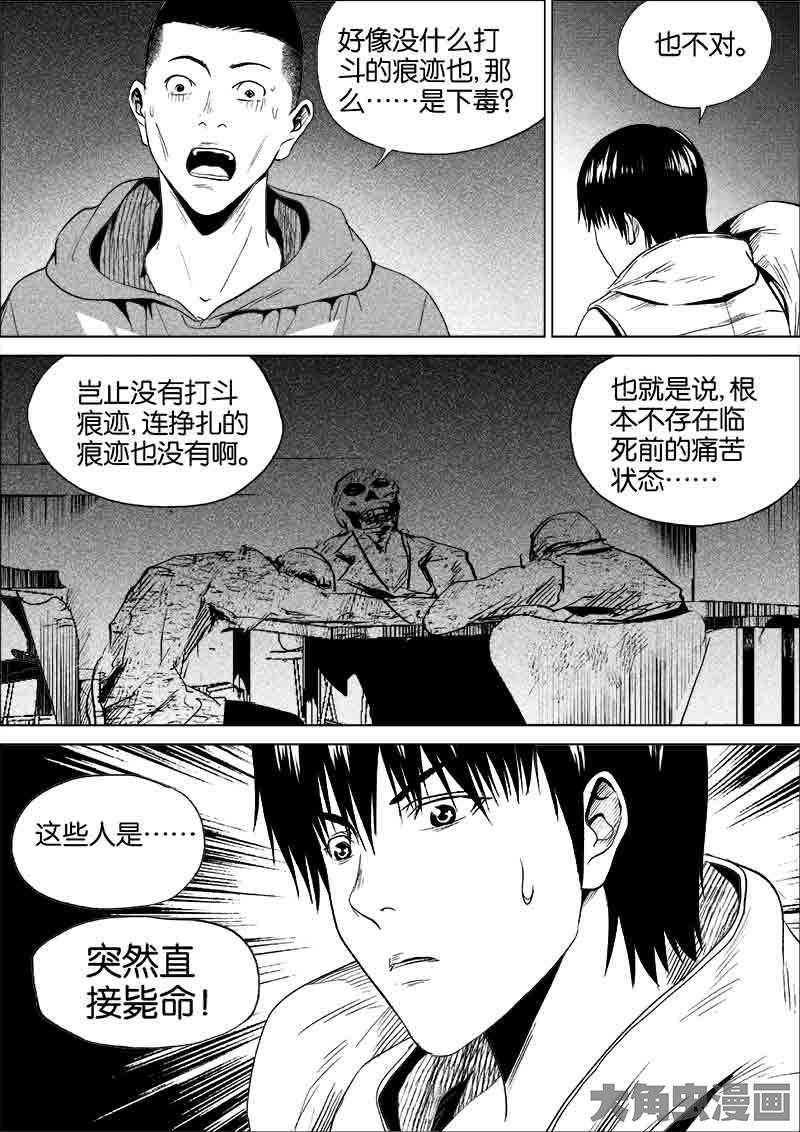 好像没什么打
斗的痕迹也,那
么……是下毒?
也不对。
岂止没有打斗
痕迹,连挣扎的
痕迹也没有啊。
也就是说,根
本不存在临
死前的痛苦
状态……
这些人是……
突然直
接毙命!
大角虫漫画